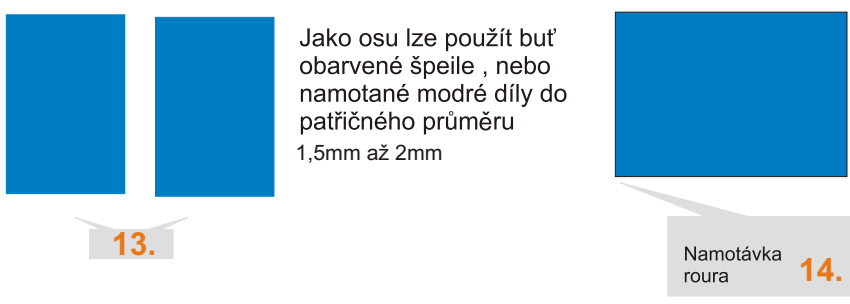 Jako osu lze použít buť
obarvené špeile , nebo
namotané modré díly do
patřičného průměru
1,5mm až 2mm
13.
Namotávka
roura
14.